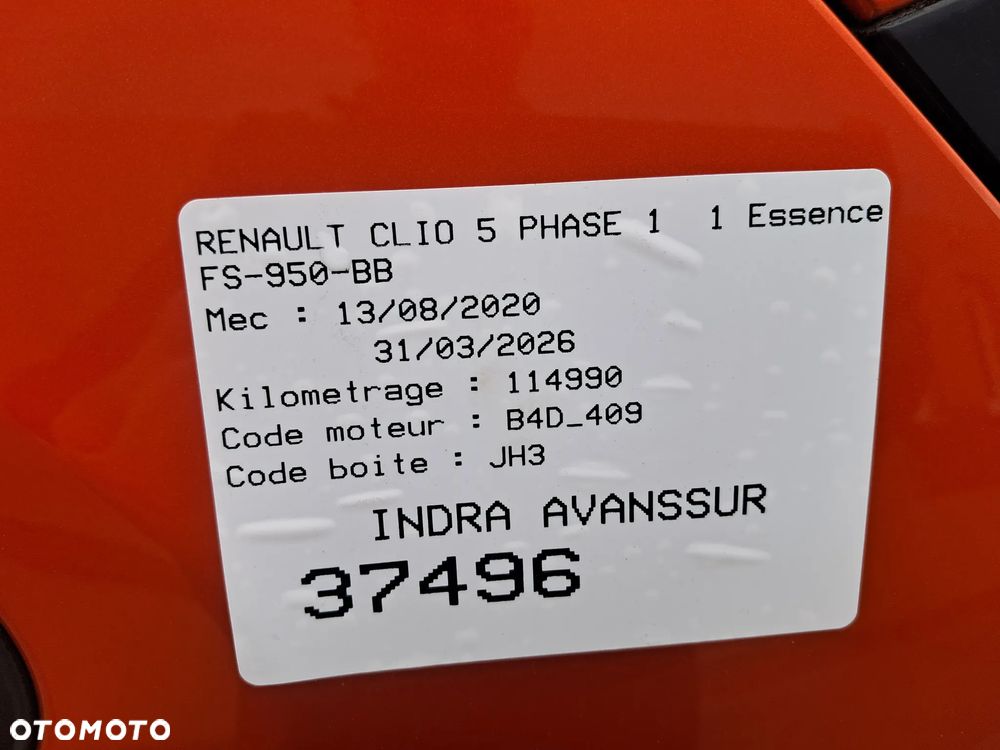 RENAULT CLIO 5 PHASE 1 1 Essence
FS-950-BB
Mec : 13/08/2020
31/03/2026
Kilometrage : 114990
Code moteur : B4D_409
Code boite : JH3
INDRA AVANSSUR
37496
OTOMOTO